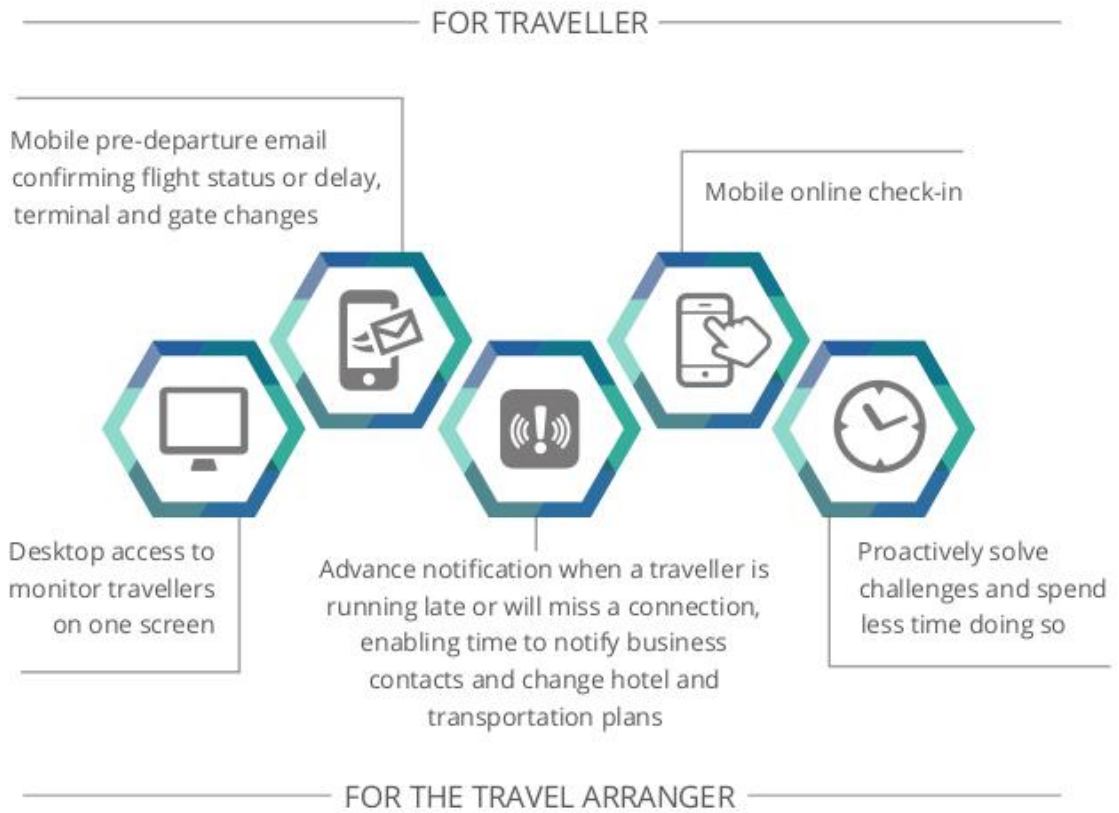 FOR TRAVELLER
Mobile pre-departure email
confirming flight status or delay,
terminal and gate changes
Mobile online check-in
Desktop access to
monitor travellers
on one screen
Advance notification when a traveller is
running late or will miss a connection,
enabling time to notify business
contacts and change hotel and
transportation plans
Proactively solve
challenges and spend
less time doing so
FOR THE TRAVEL ARRANGER